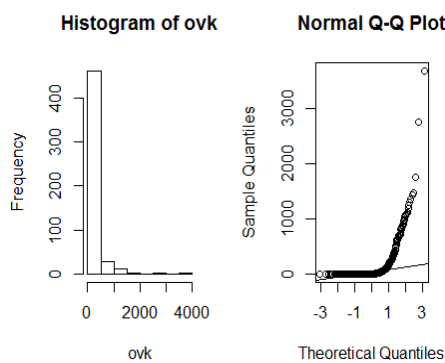 Histogram of ovk
Frequency
0 100 200 300 400
0 2000 4000
ovk
Normal Q-Q Plot
Sample Quantiles
0 1000 3000
-3 -1 1 3
Theoretical Quantiles